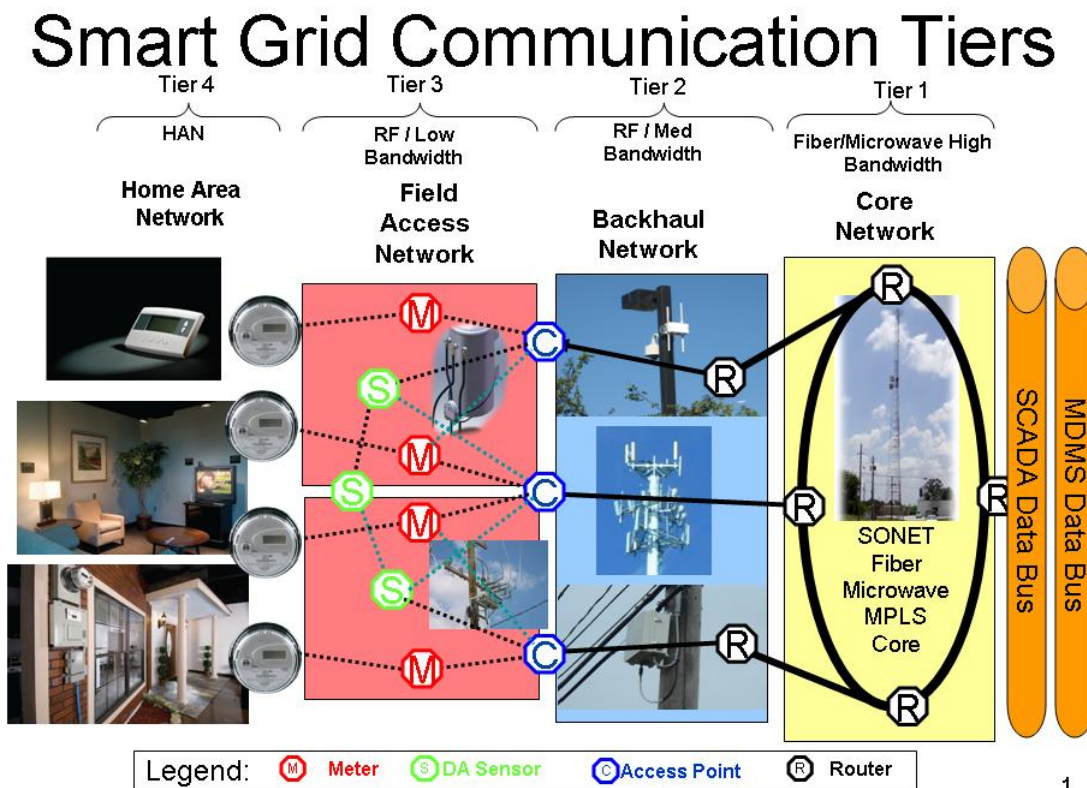 Smart Grid Communication Tiers
Tier 4
Tier 3
Tier 2
Tier 1
HAN
RF / Low
Bandwidth
RF / Med
Bandwidth
Fiber/Microwave High
Bandwidth
Home Area
Network
Field
Access
Network
Backhaul
Network
Core
Network
M
C
R
R
S
M
S
C
R
R
M
S
C
R
M
R
SONET
Fiber
Microwave
MPLS
Core
SCADA Data Bus
MDMS Data Bus
Legend:
M Meter
S DA Sensor
C Access Point
R Router
1